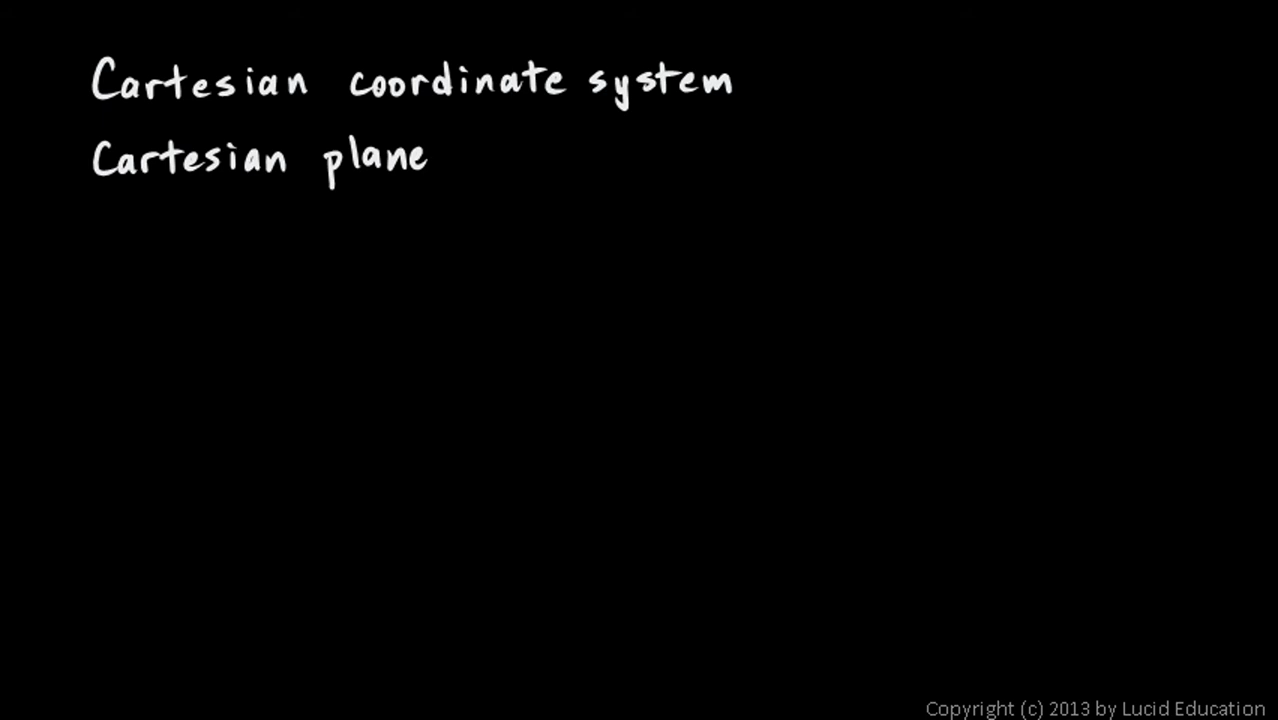 Cartesian coordinate system
Cartesian plane
Copyright (c) 2013 by Lucid Education